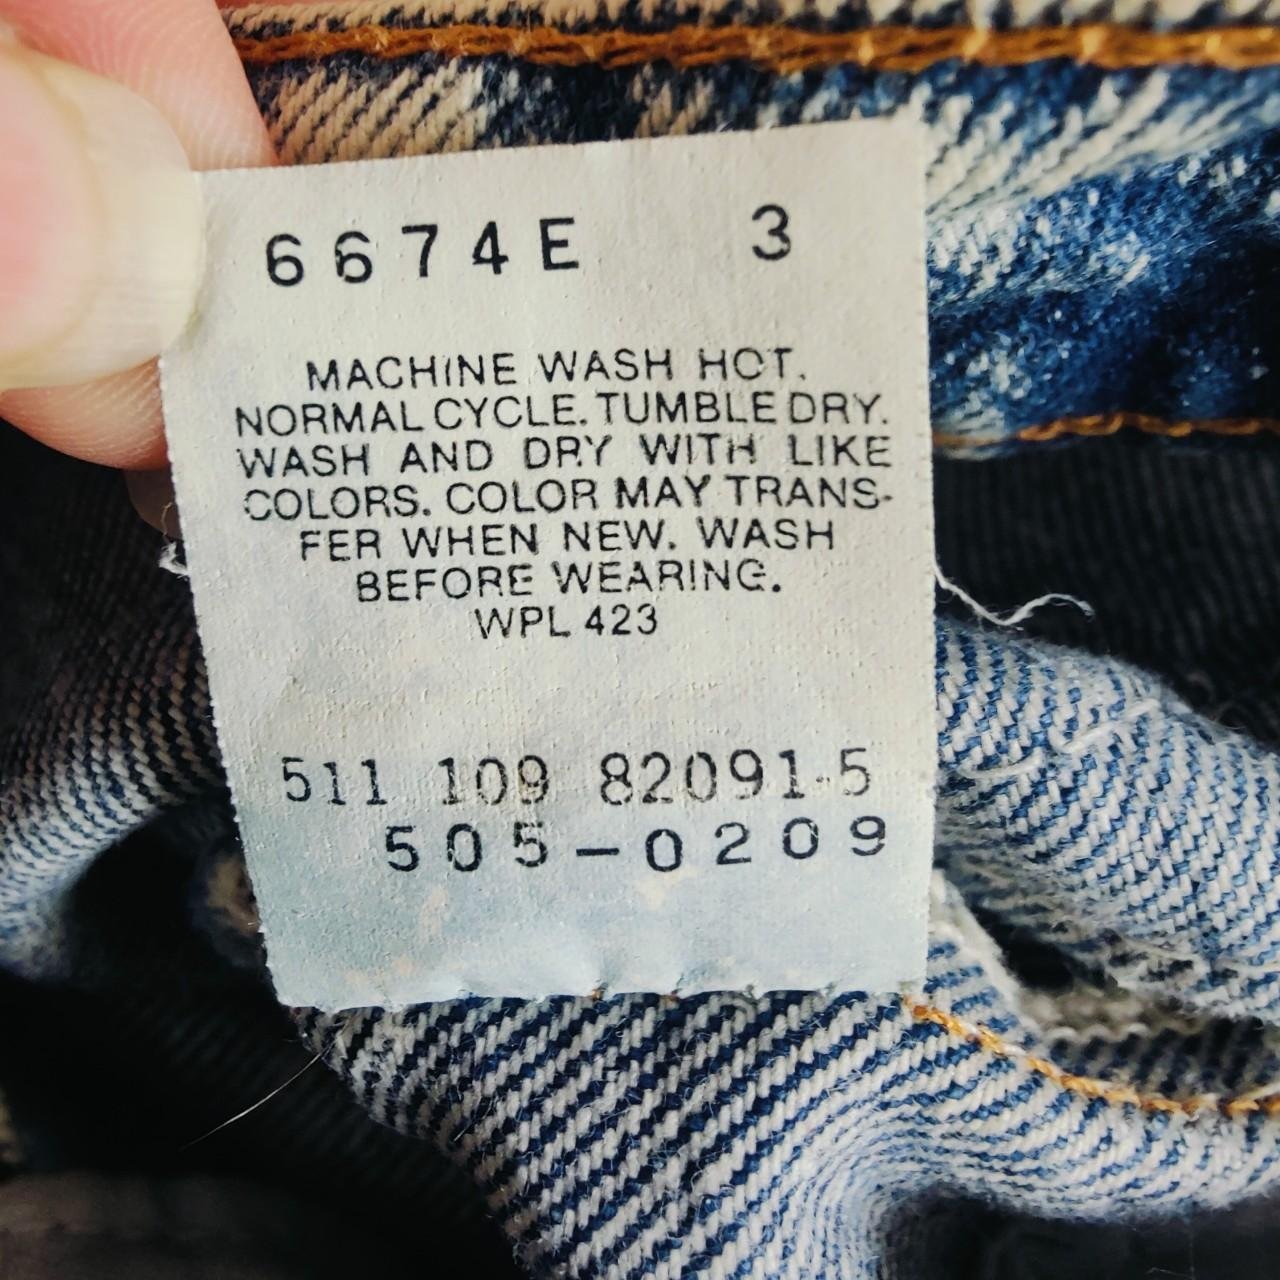 6674E 3
MACHINE WASH HOT.
NORMAL CYCLE. TUMBLE DRY.
WASH AND DRY WITH LIKE
COLORS. COLOR MAY TRANS-
FER WHEN NEW. WASH
BEFORE WEARING.
WPL 423
511 109 82091-5
505-0209